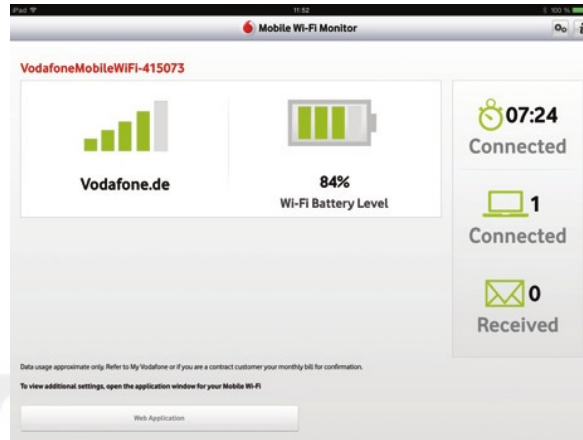 iPad
11:52
100 %
Mobile Wi-Fi Monitor
VodafoneMobileWiFi-415073
Vodafone.de
84%
Wi-Fi Battery Level
07:24
Connected
1
Connected
0
Received
Data usage approximate only. Refer to My Vodafone or if you are a contract customer your monthly bill for confirmation.
To view additional settings, open the application window for your Mobile Wi-Fi
Web Application